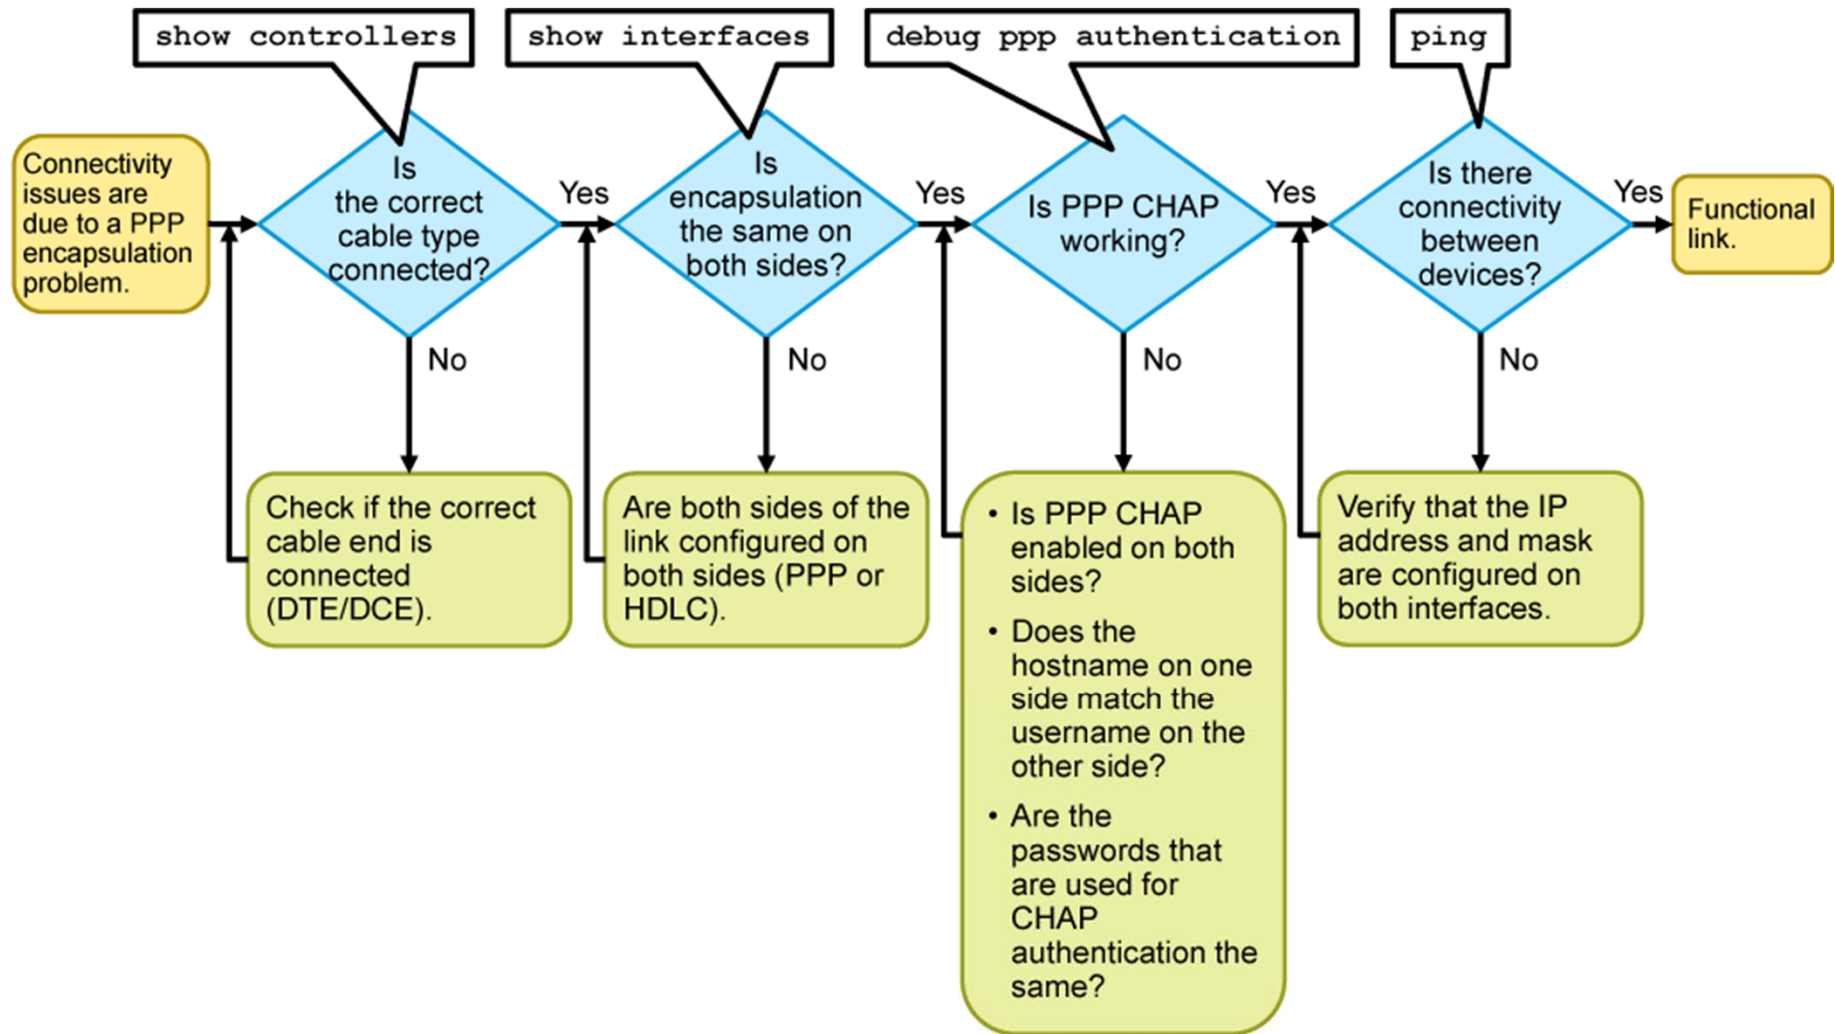 show controllers
show interfaces
debug ppp authentication
ping
Connectivity
issues are
due to a PPP
encapsulation
problem.
Is
the correct
cable type
connected?
Yes
Is
encapsulation
the same on
both sides?
Yes
Is PPP CHAP
working?
Yes
Is there
connectivity
between
devices?
Yes
Functional
link.
No
No
No
No
Check if the correct
cable end is
connected
(DTE/DCE).
Are both sides of the
link configured on
both sides (PPP or
HDLC).
• Is PPP CHAP
enabled on both
sides?
• Does the
hostname on one
side match the
username on the
other side?
• Are the
passwords that
are used for
CHAP
authentication the
same?
Verify that the IP
address and mask
are configured on
both interfaces.